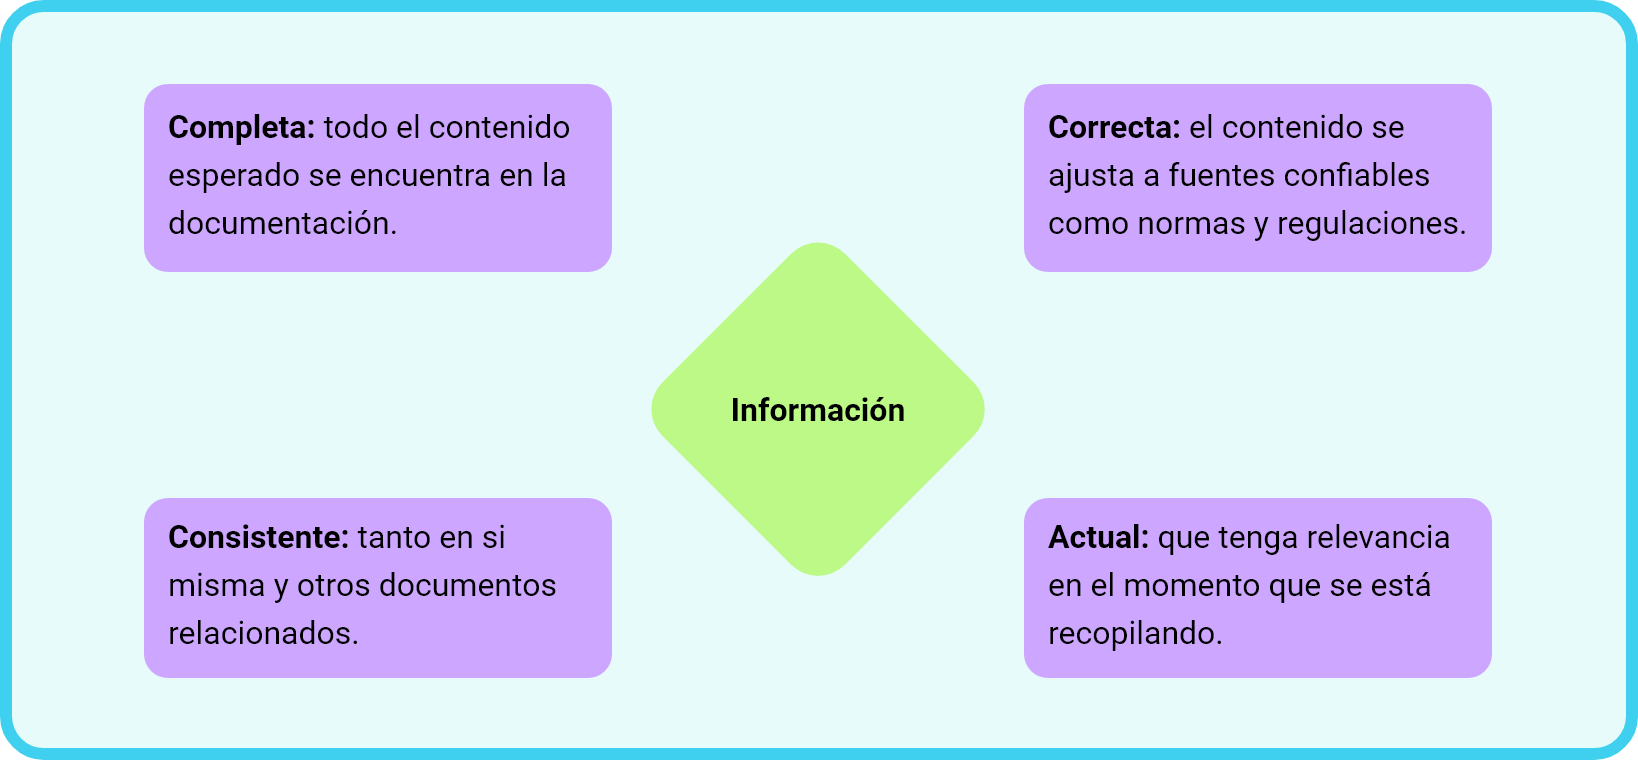 Completa: todo el contenido
esperado se encuentra en la
documentación.
Correcta: el contenido se
ajusta a fuentes confiables
como normas y regulaciones.
Información
Consistente: tanto en si
misma y otros documentos
relacionados.
Actual: que tenga relevancia
en el momento que se está
recopilando.